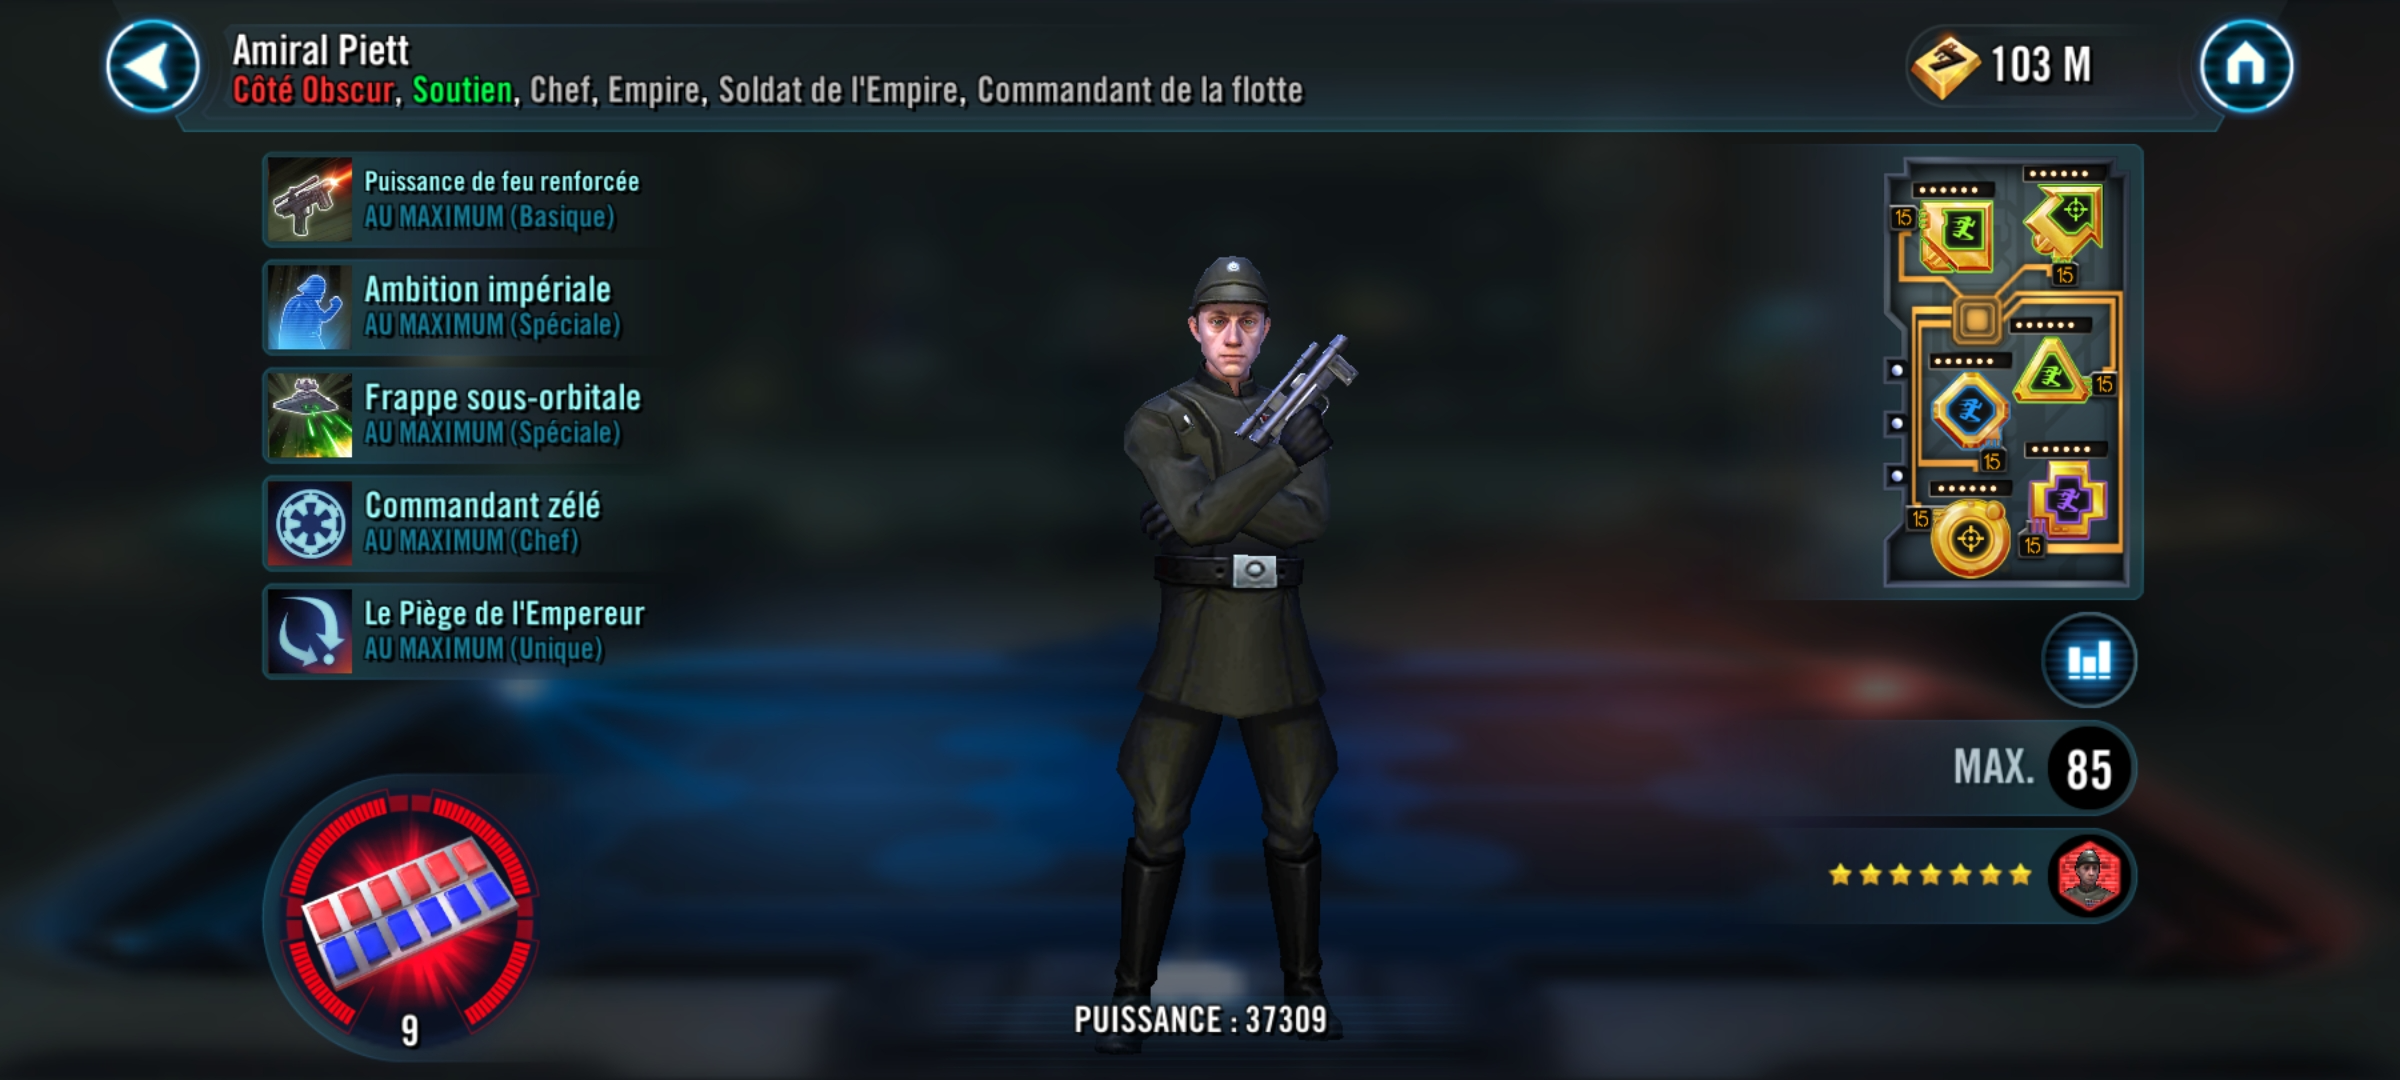 Amiral Piett
Côté Obscur, Soutien, Chef, Empire, Soldat de l'Empire, Commandant de la flotte
103 M
Puissance de feu renforcée
AU MAXIMUM (Basique)
Ambition impériale
AU MAXIMUM (Spéciale)
Frappe sous-orbitale
AU MAXIMUM (Spéciale)
Commandant zélé
AU MAXIMUM (Chef)
Le Piège de l'Empereur
AU MAXIMUM (Unique)
15
15
15
15
15
15
MAX. 85
9
PUISSANCE : 37309